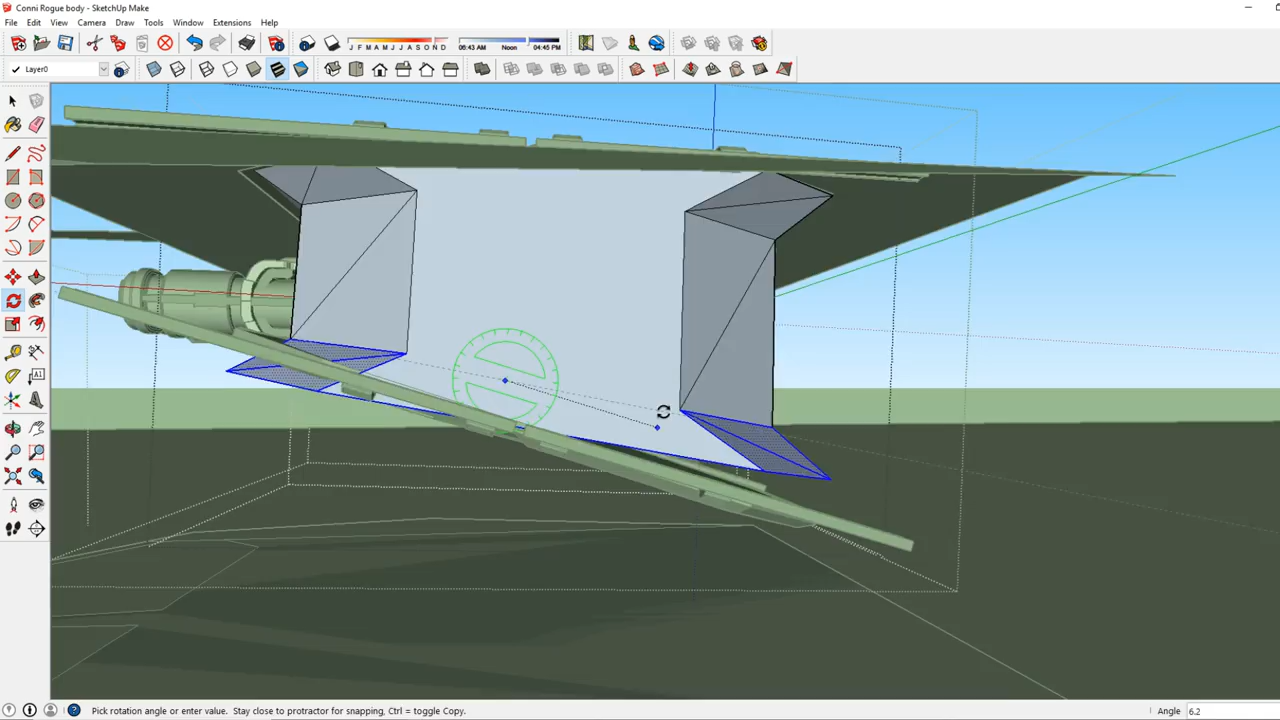 Conni Rogue body - SketchUp Make
File Edit View Camera Draw Tools Window Extensions Help
J F M A M J J A S O N D 06:43 AM Noon 04:45 PM
Layer0
A1
Pick rotation angle or enter value. Stay close to protractor for snapping, Ctrl = toggle Copy.
Angle 6.2